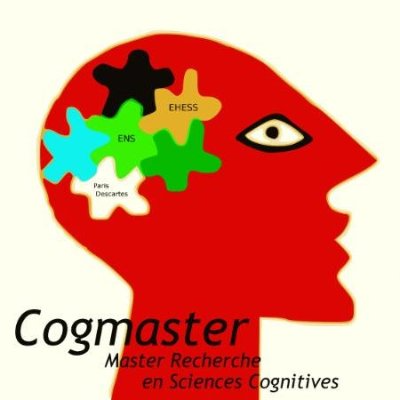 EHESS
ENS
Paris
Descartes
Cogmaster
Master Recherche
en Sciences Cognitives